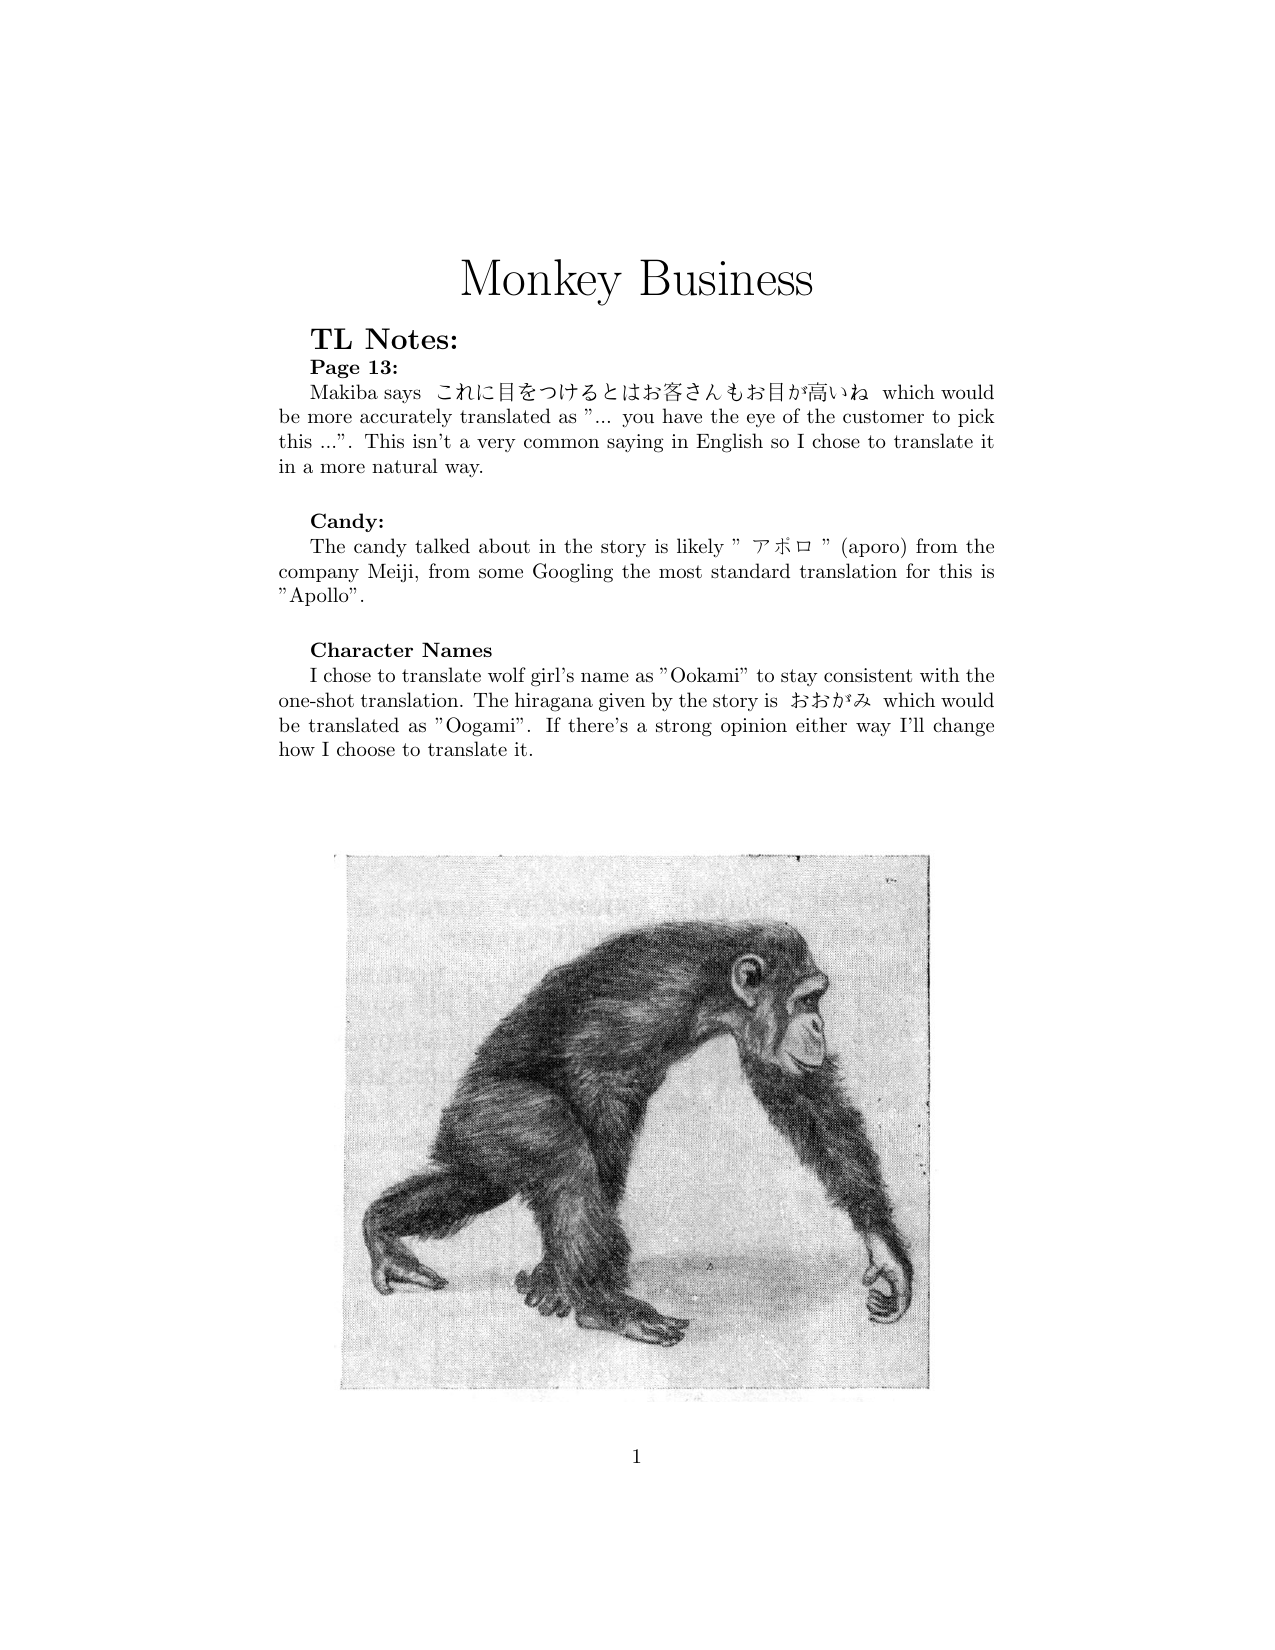 Monkey Business
TL Notes:
Page 13:
Makiba says これに目をつけるとはお客さんもお目が高いね which would
be more accurately translated as ”... you have the eye of the customer to pick
this ...”. This isn’t a very common saying in English so I chose to translate it
in a more natural way.
Candy:
The candy talked about in the story is likely ” アポロ ” (aporo) from the
company Meiji, from some Googling the most standard translation for this is
”Apollo”.
Character Names
I chose to translate wolf girl’s name as ”Ookami” to stay consistent with the
one-shot translation. The hiragana given by the story is おおがみ which would
be translated as ”Oogami”. If there’s a strong opinion either way I’ll change
how I choose to translate it.
1